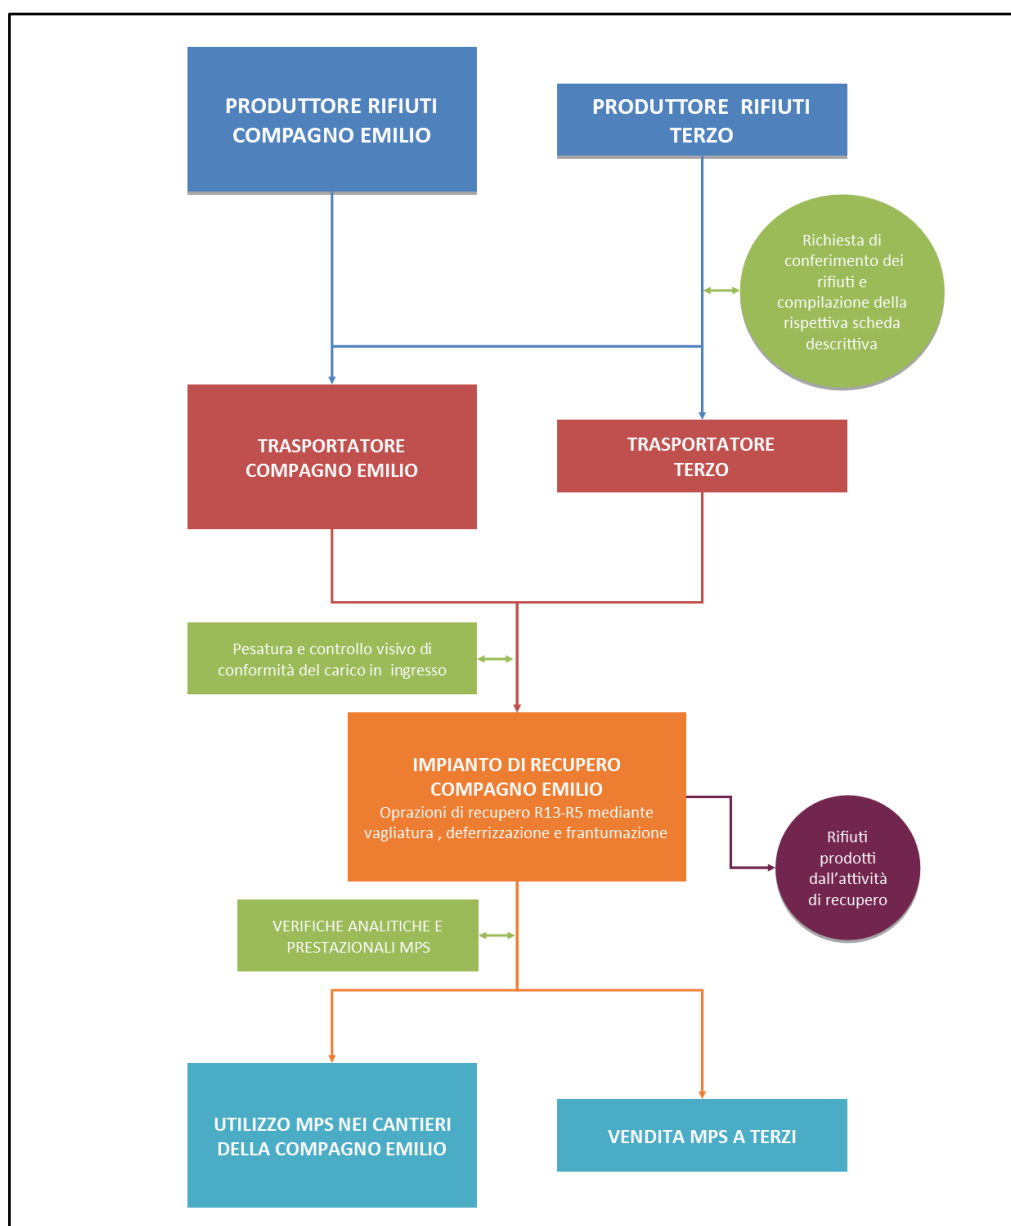 PRODUTTORE RIFIUTI
COMPAGNO EMILIO
PRODUTTORE RIFIUTI
TERZO
Richiesta di
conferimento dei
rifiuti e
compilazione della
rispettiva scheda
descrittiva
TRASPORTATORE
COMPAGNO EMILIO
TRASPORTATORE
TERZO
Pesatura e controllo visivo di
conformità del carico in ingresso
IMPIANTO DI RECUPERO
COMPAGNO EMILIO
Oprazioni di recupero R13-R5 mediante
vagliatura , deferrizzazione e frantumazione
Rifiuti
prodotti
dall'attività
di recupero
VERIFICHE ANALITICHE E
PRESTAZIONALI MPS
UTILIZZO MPS NEI CANTIERI
DELLA COMPAGNO EMILIO
VENDITA MPS A TERZI